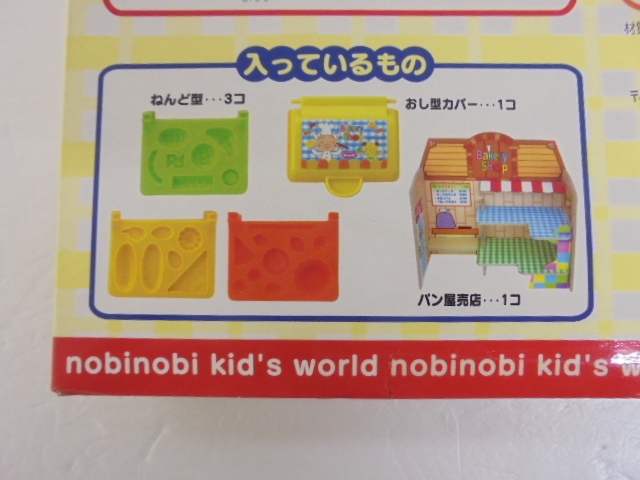 入っているもの
ねんど型･･･3コ
おし型カバー･･･1コ
Bakery
Shop
パン屋売店･･･1コ
nobinobi kid's world nobinobi kid's w